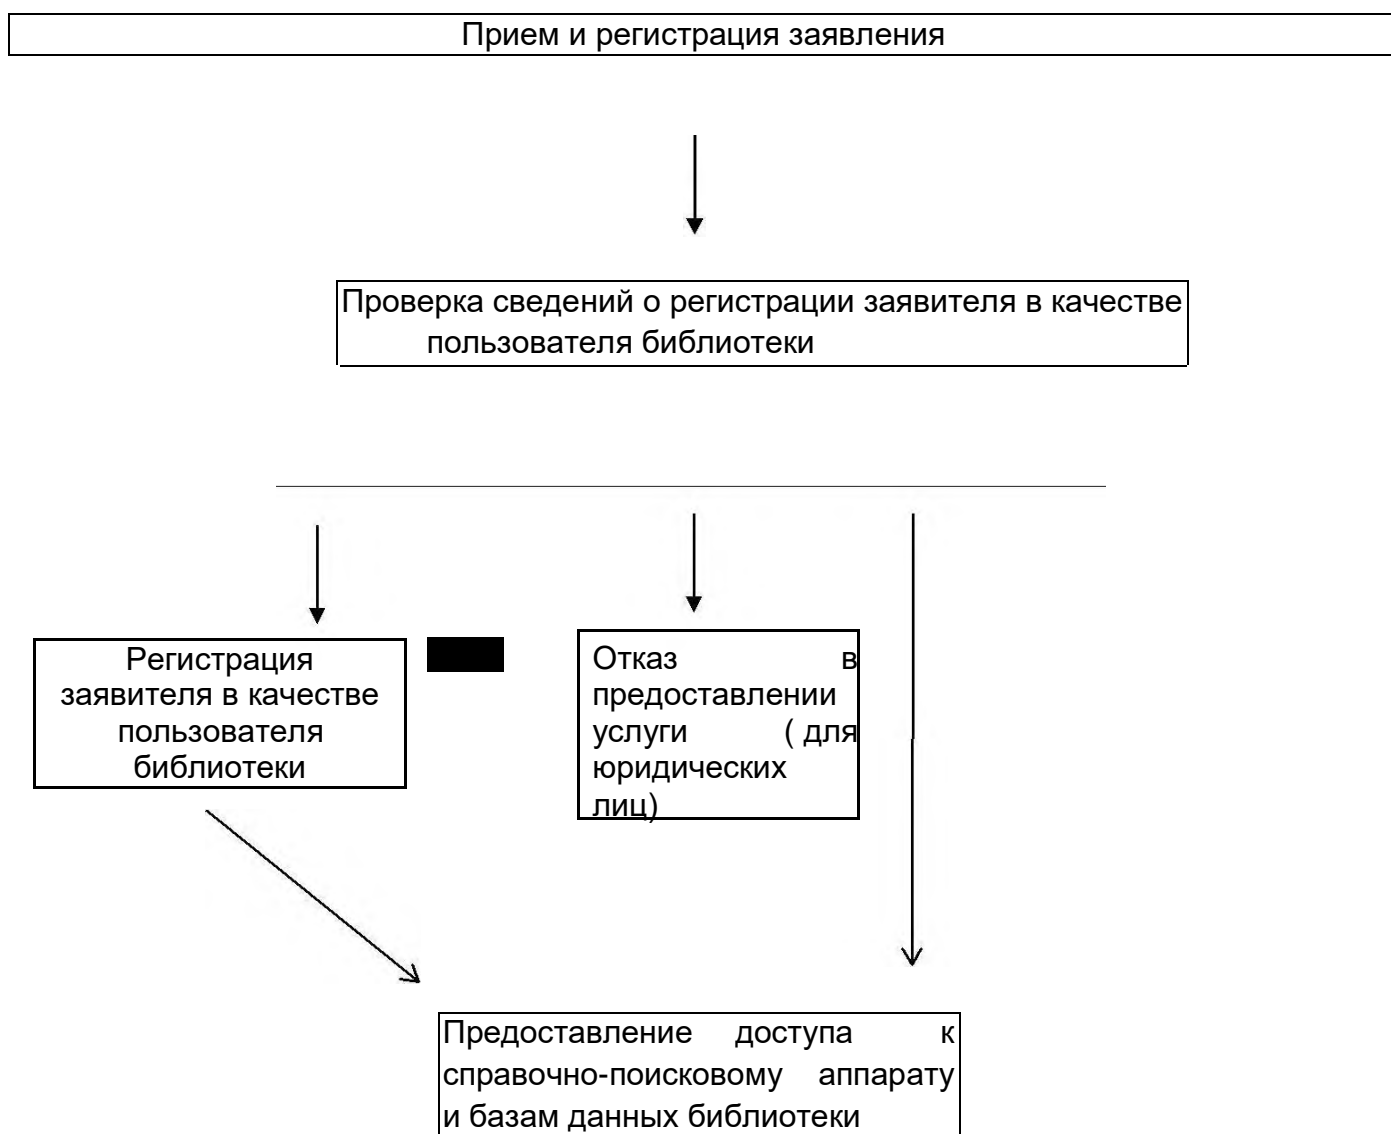 Прием и регистрация заявления
Проверка сведений о регистрации заявителя в качестве
пользователя библиотеки
Регистрация
заявителя в качестве
пользователя
библиотеки
Отказ в
предоставлении
услуги ( для
юридических
лиц)
Предоставление доступа к
справочно-поисковому аппарату
и базам данных библиотеки